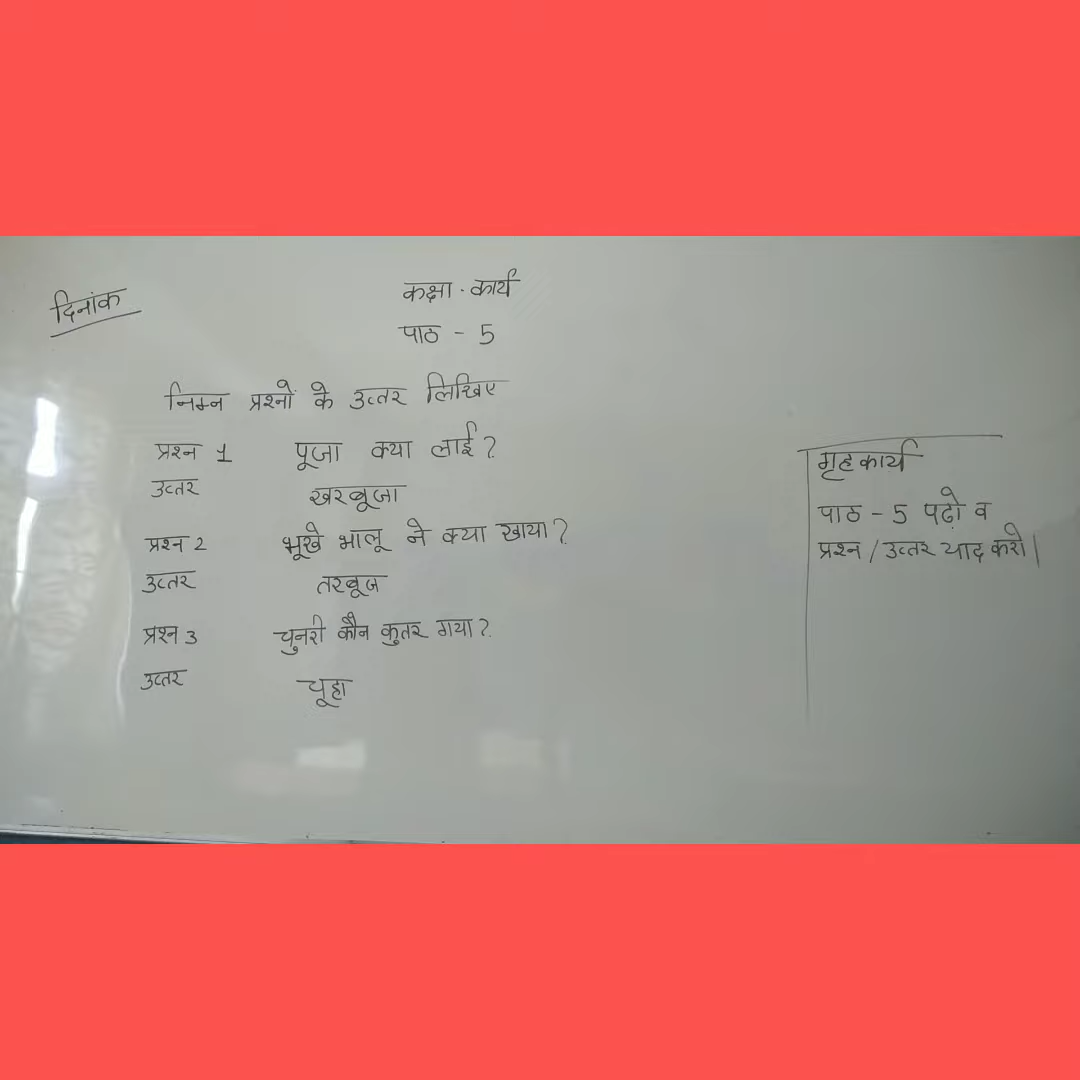 दिनांक
कक्षा - कार्य
पाठ - 5
निम्न प्रश्नों के उत्तर लिखिए
प्रश्न 1 पूजा क्या लाई?
उत्तर खरबूजा
प्रश्न 2 भूखे भालू ने क्या खाया?
उत्तर तरबूज
प्रश्न 3 चुनरी कौन कुतर गया?
उत्तर चूहा
गृहकार्य
पाठ - 5 पढ़ो व
प्रश्न / उत्तर याद करो।